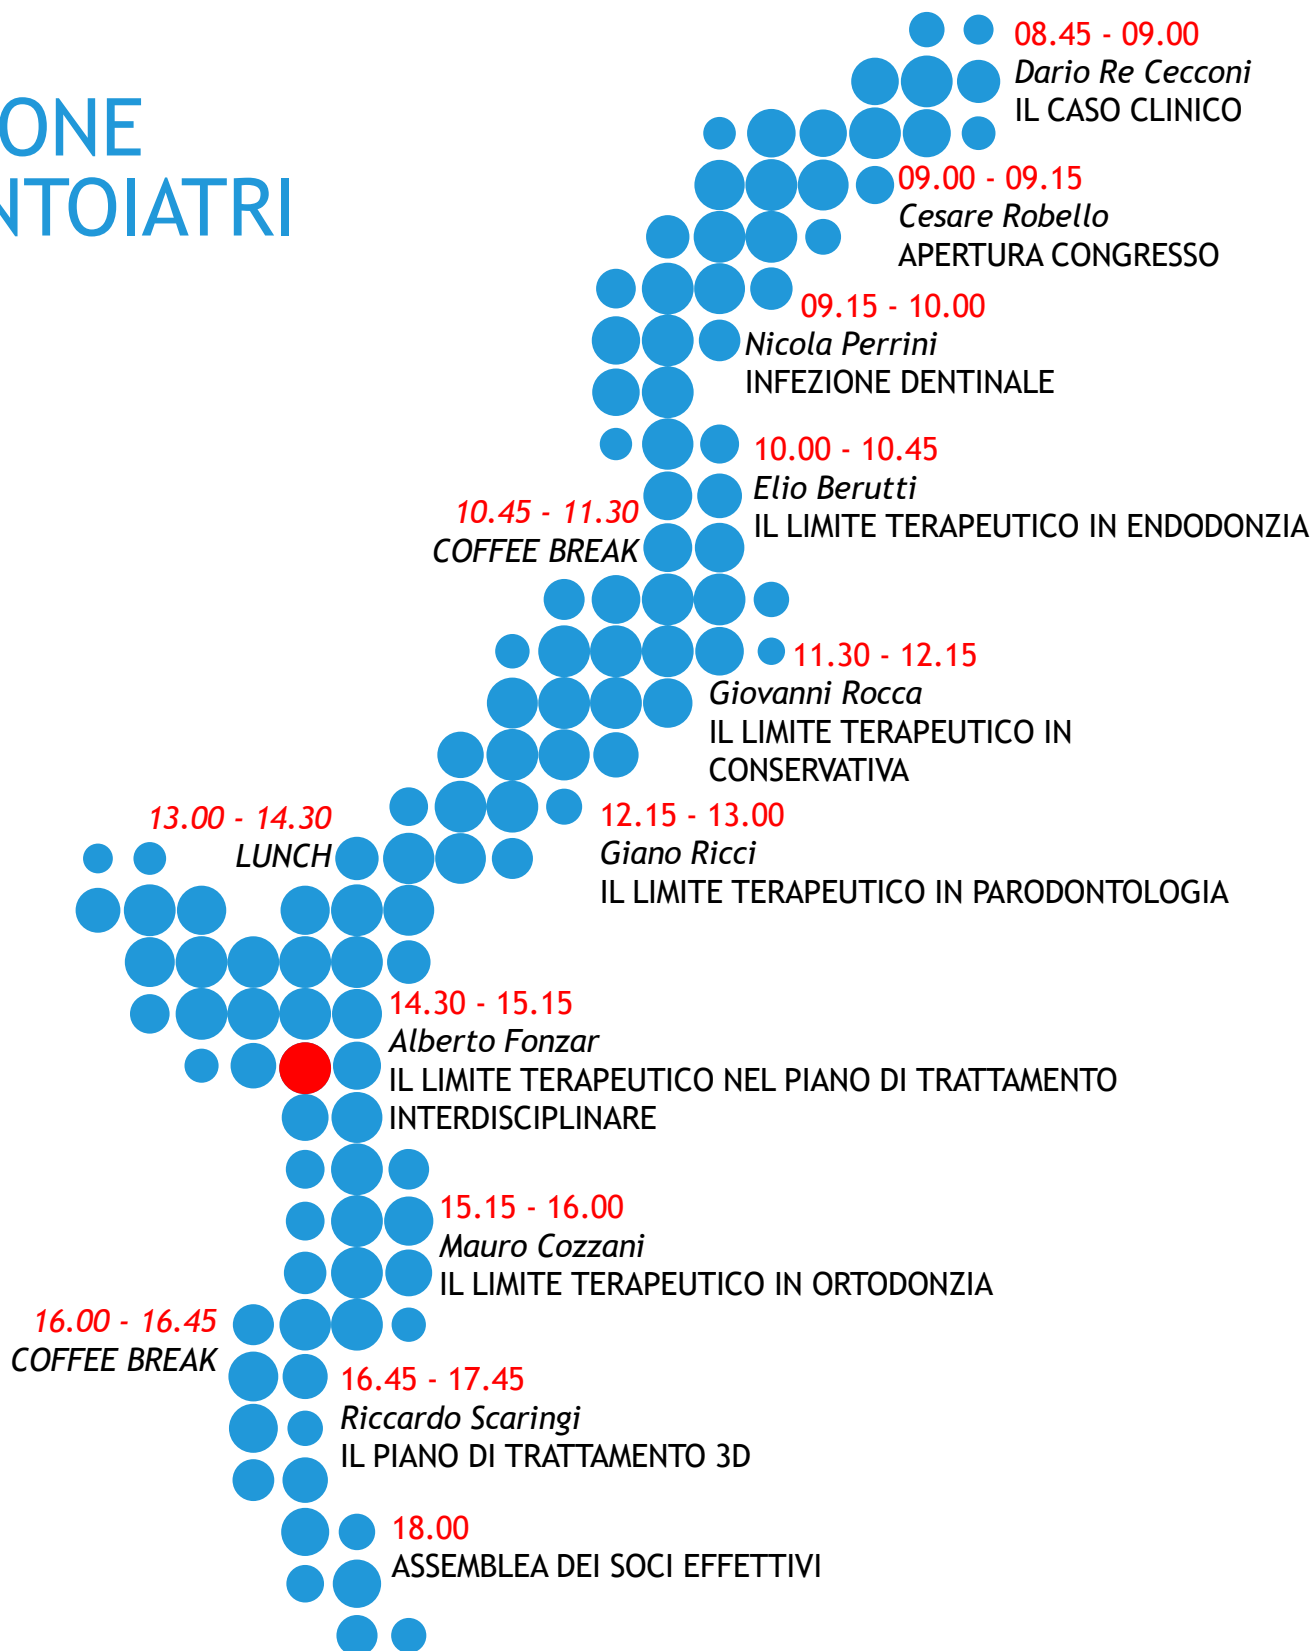 ONE
NTOIATRI
08.45 - 09.00
Dario Re Cecconi
IL CASO CLINICO
09.00 - 09.15
Cesare Robello
APERTURA CONGRESSO
09.15 - 10.00
Nicola Perrini
INFEZIONE DENTINALE
10.00 - 10.45
Elio Berutti
IL LIMITE TERAPEUTICO IN ENDODONZIA
10.45 - 11.30
COFFEE BREAK
11.30 - 12.15
Giovanni Rocca
IL LIMITE TERAPEUTICO IN
CONSERVATIVA
12.15 - 13.00
Giano Ricci
IL LIMITE TERAPEUTICO IN PARODONTOLOGIA
13.00 - 14.30
LUNCH
14.30 - 15.15
Alberto Fonzar
IL LIMITE TERAPEUTICO NEL PIANO DI TRATTAMENTO
INTERDISCIPLINARE
15.15 - 16.00
Mauro Cozzani
IL LIMITE TERAPEUTICO IN ORTODONZIA
16.00 - 16.45
COFFEE BREAK
16.45 - 17.45
Riccardo Scaringi
IL PIANO DI TRATTAMENTO 3D
18.00
ASSEMBLEA DEI SOCI EFFETTIVI